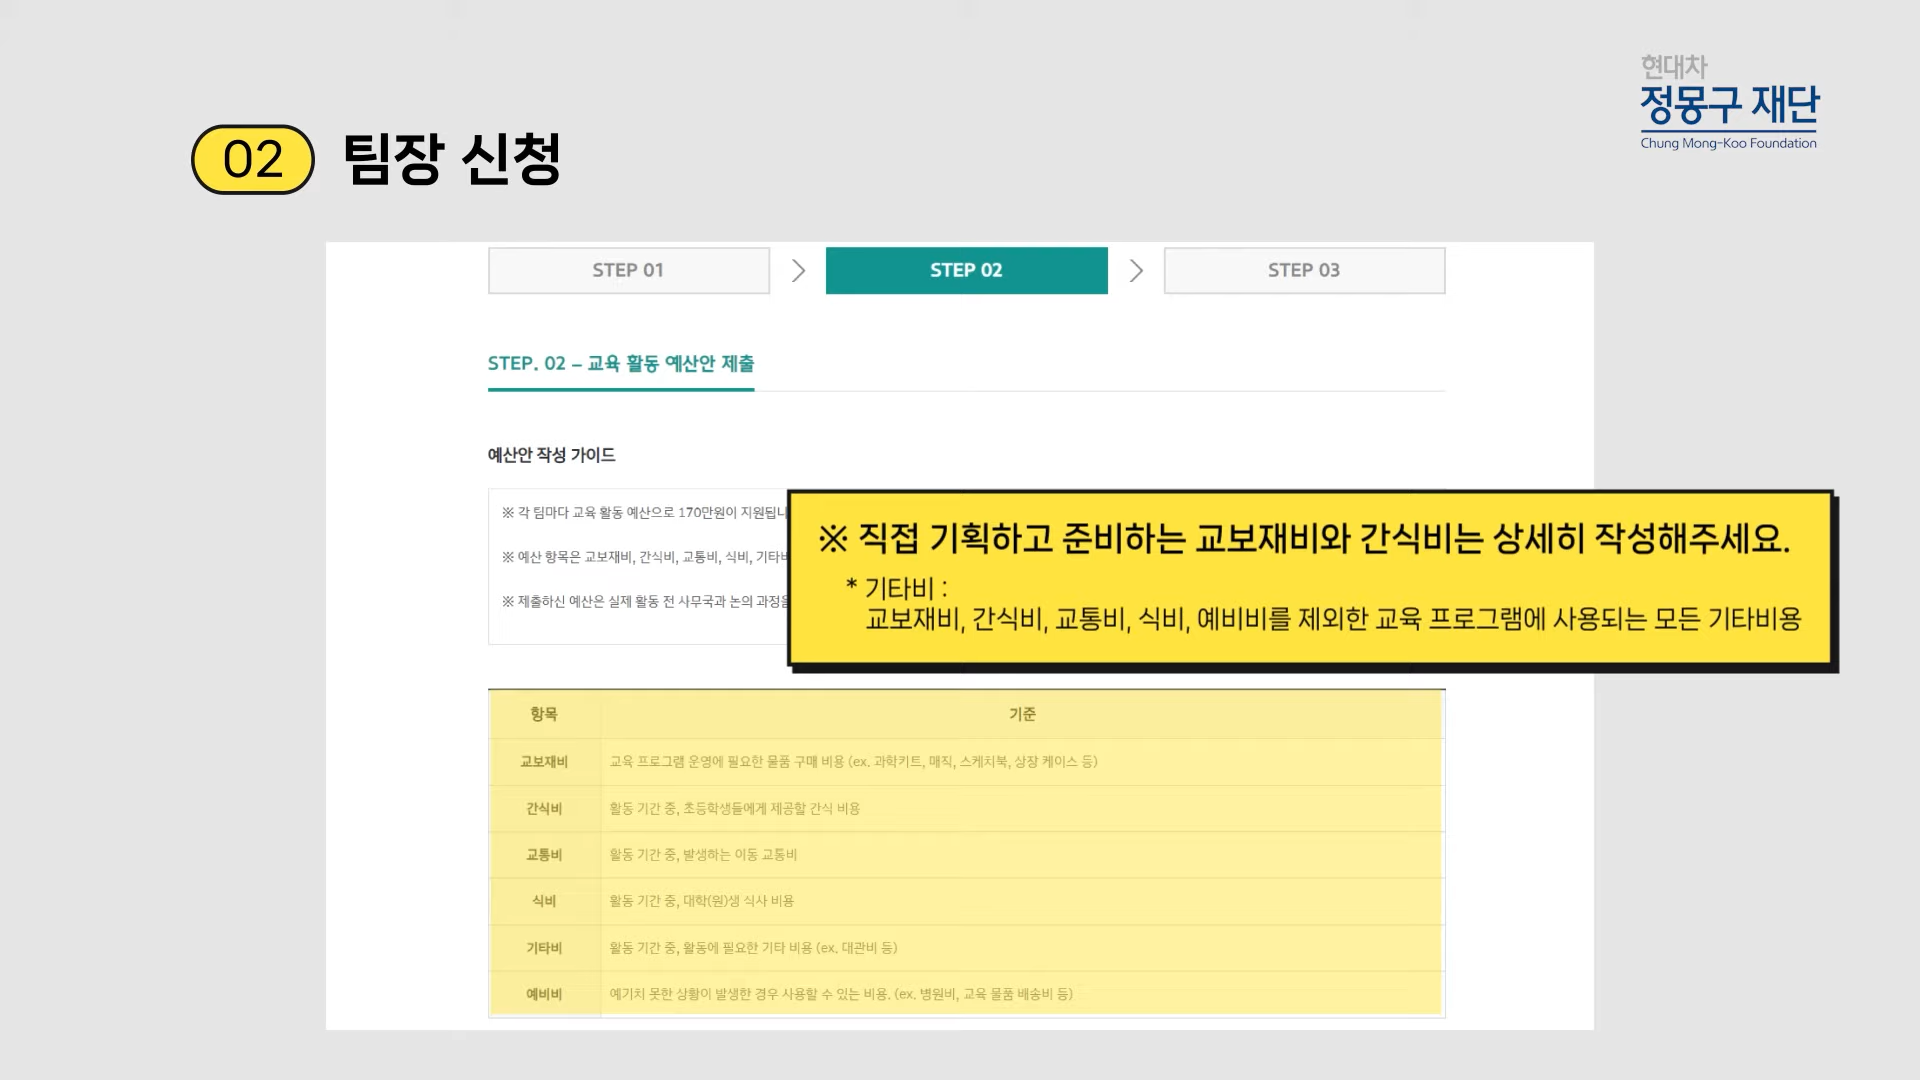 현대차
정몽구 재단
Chung Mong-Koo Foundation
02 팀장 신청
STEP 01 > STEP 02 > STEP 03
STEP. 02 – 교육 활동 예산안 제출
예산안 작성 가이드
※ 각 팀마다 교육 활동 예산으로 170만원이
※ 예산 항목은 교보재비, 간식비, 교통비, 식비,
※ 제출하신 예산은 실제 활동 전 사무국과 논의
※ 직접 기획하고 준비하는 교보재비와 간식비는 상세히 작성해주세요.
* 기타비 :
교보재비, 간식비, 교통비, 식비, 예비비를 제외한 교육 프로그램에 사용되는 모든 기타비용
항목 기준
교보재비 교육 프로그램 운영에 필요한 물품 구매 비용 (ex. 과학키트, 매직, 스케치북, 상장 케이스 등)
간식비 활동 기간 중, 초등학생들에게 제공할 간식 비용
교통비 활동 기간 중, 발생하는 이동 교통비
식비 활동 기간 중, 대학(원)생 식사 비용
기타비 활동 기간 중, 활동에 필요한 기타 비용 (ex. 대관비 등)
예비비 예기치 못한 상황이 발생한 경우 사용할 수 있는 비용. (ex. 병원비, 교육 물품 배송비 등)